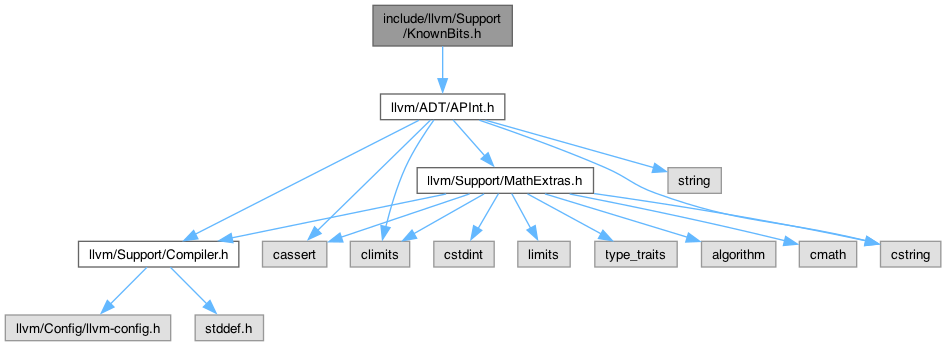 include/llvm/Support
/KnownBits.h
llvm/ADT/APInt.h
llvm/Support/MathExtras.h
string
llvm/Support/Compiler.h
cassert
climits
cstdint
limits
type_traits
algorithm
cmath
cstring
llvm/Config/llvm-config.h
stddef.h